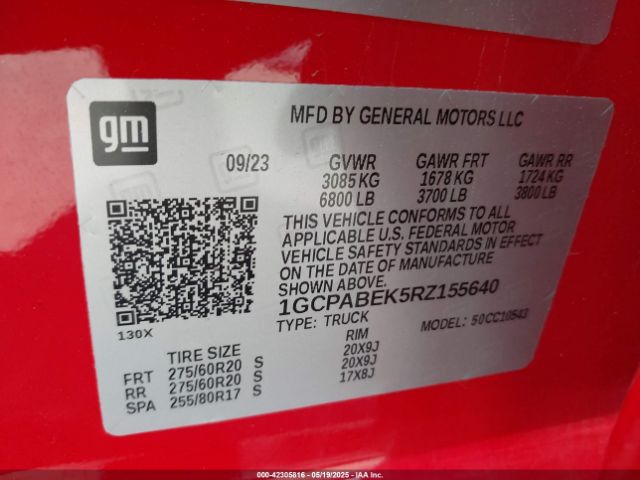 gm
MFD BY GENERAL MOTORS LLC
09/23 GVWR GAWR FRT GAWR RR
3085 KG 1678 KG 1724 KG
6800 LB 3700 LB 3800 LB
THIS VEHICLE CONFORMS TO ALL
APPLICABLE U.S. FEDERAL MOTOR
VEHICLE SAFETY STANDARDS IN EFFECT
ON THE DATE OF MANUFACTURE
SHOWN ABOVE.
1GCPABEK5RZ155640
130X
TYPE: TRUCK MODEL: 50CC10543
TIRE SIZE RIM
FRT 275/60R20 S 20X9J
RR 275/60R20 S 20X9J
SPA 255/80R17 S 17X8J
000-42305816 - 05/19/2025 - IAAI, Inc.